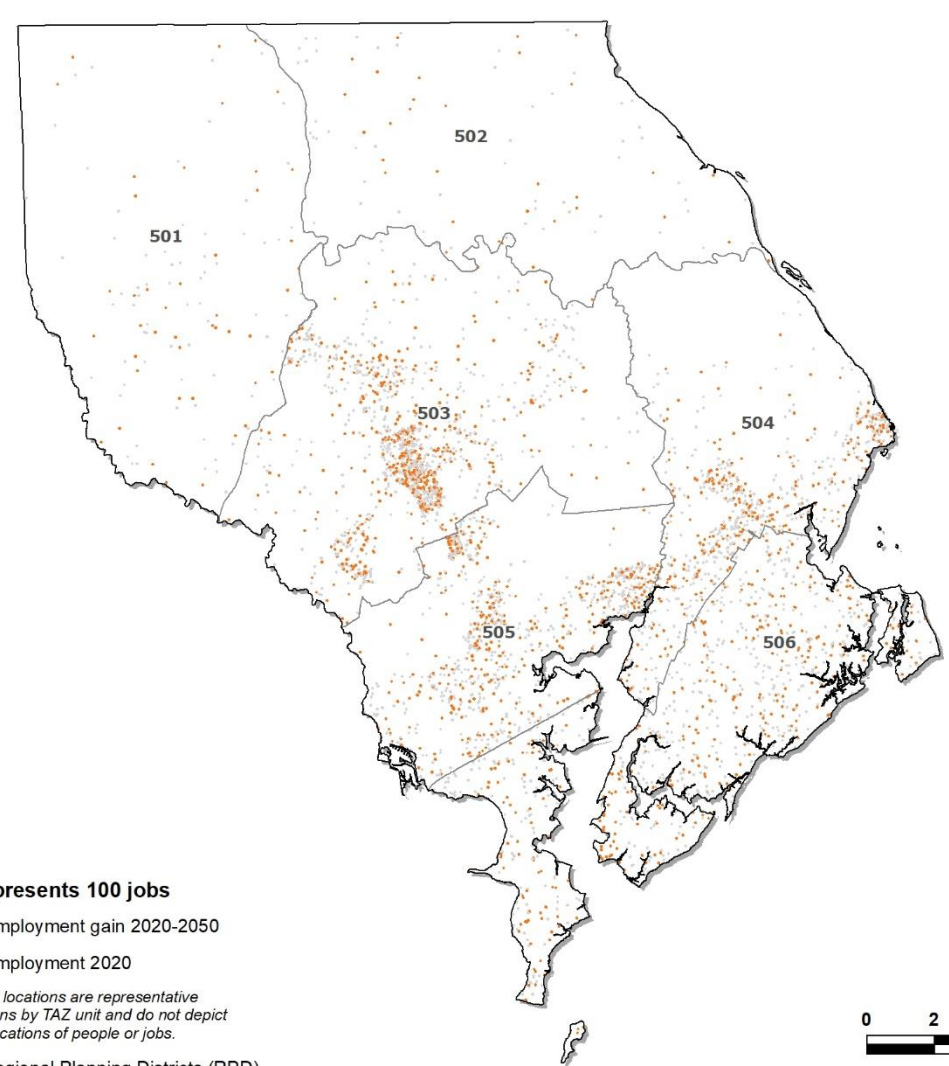 502
501
503
504
505
506
presents 100 jobs
mployment gain 2020-2050
mployment 2020
locations are representative
ns by TAZ unit and do not depict
cations of people or jobs.
egional Planning Districts (RPD)
0 2